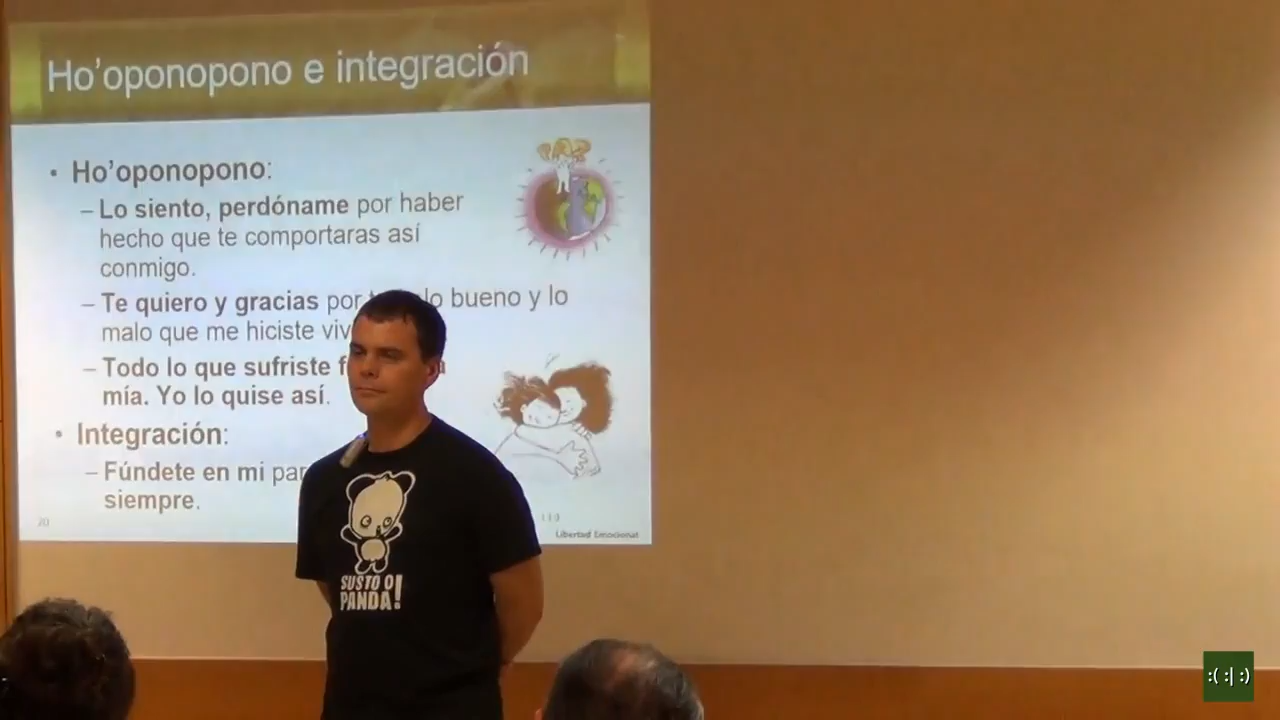 Ho'oponopono e integración
• Ho'oponopono:
– Lo siento, perdóname por haber
hecho que te comportaras así
conmigo.
– Te quiero y gracias por lo bueno y lo
malo que me hiciste
– Todo lo que sufriste
mía. Yo lo quise así.
• Integración:
– Fúndete en mi
siempre.
20
Libertad Emocional
SUSTO O
PANDA!
:( :| :)